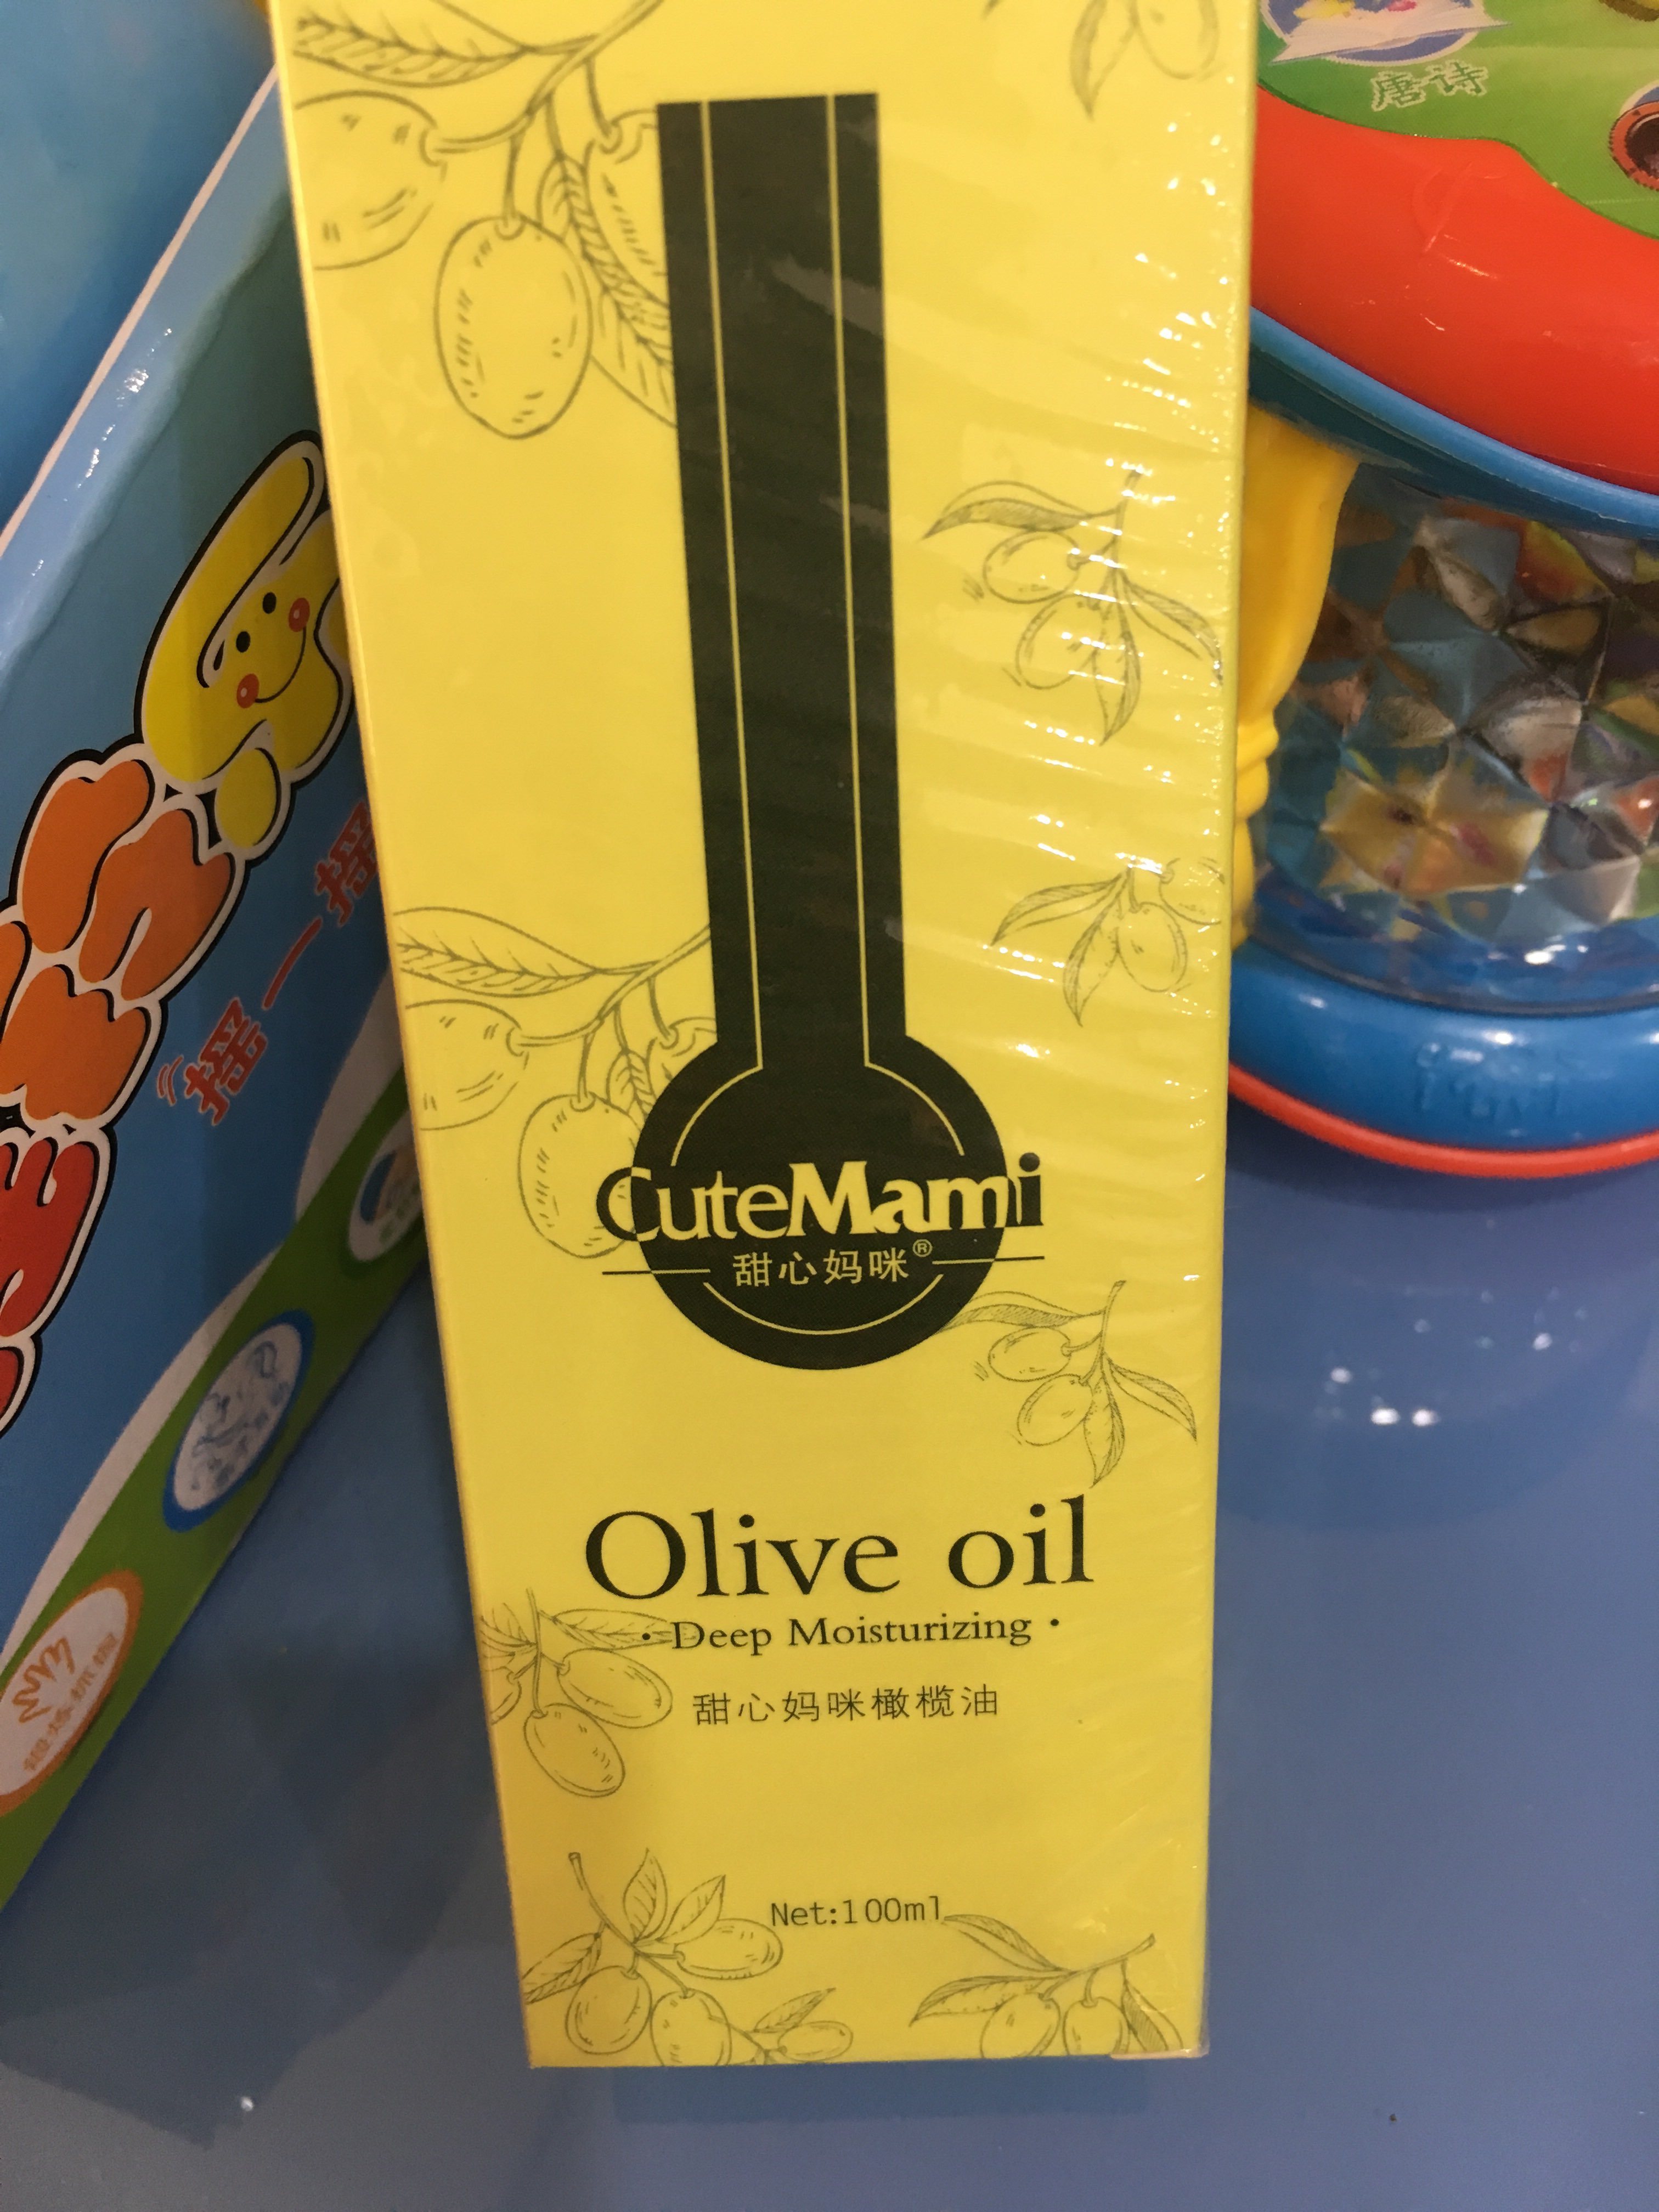 唐诗
摇一摇
CuteMami
甜心妈咪®
Olive oil
· Deep Moisturizing ·
甜心妈咪橄榄油
Net:100ml